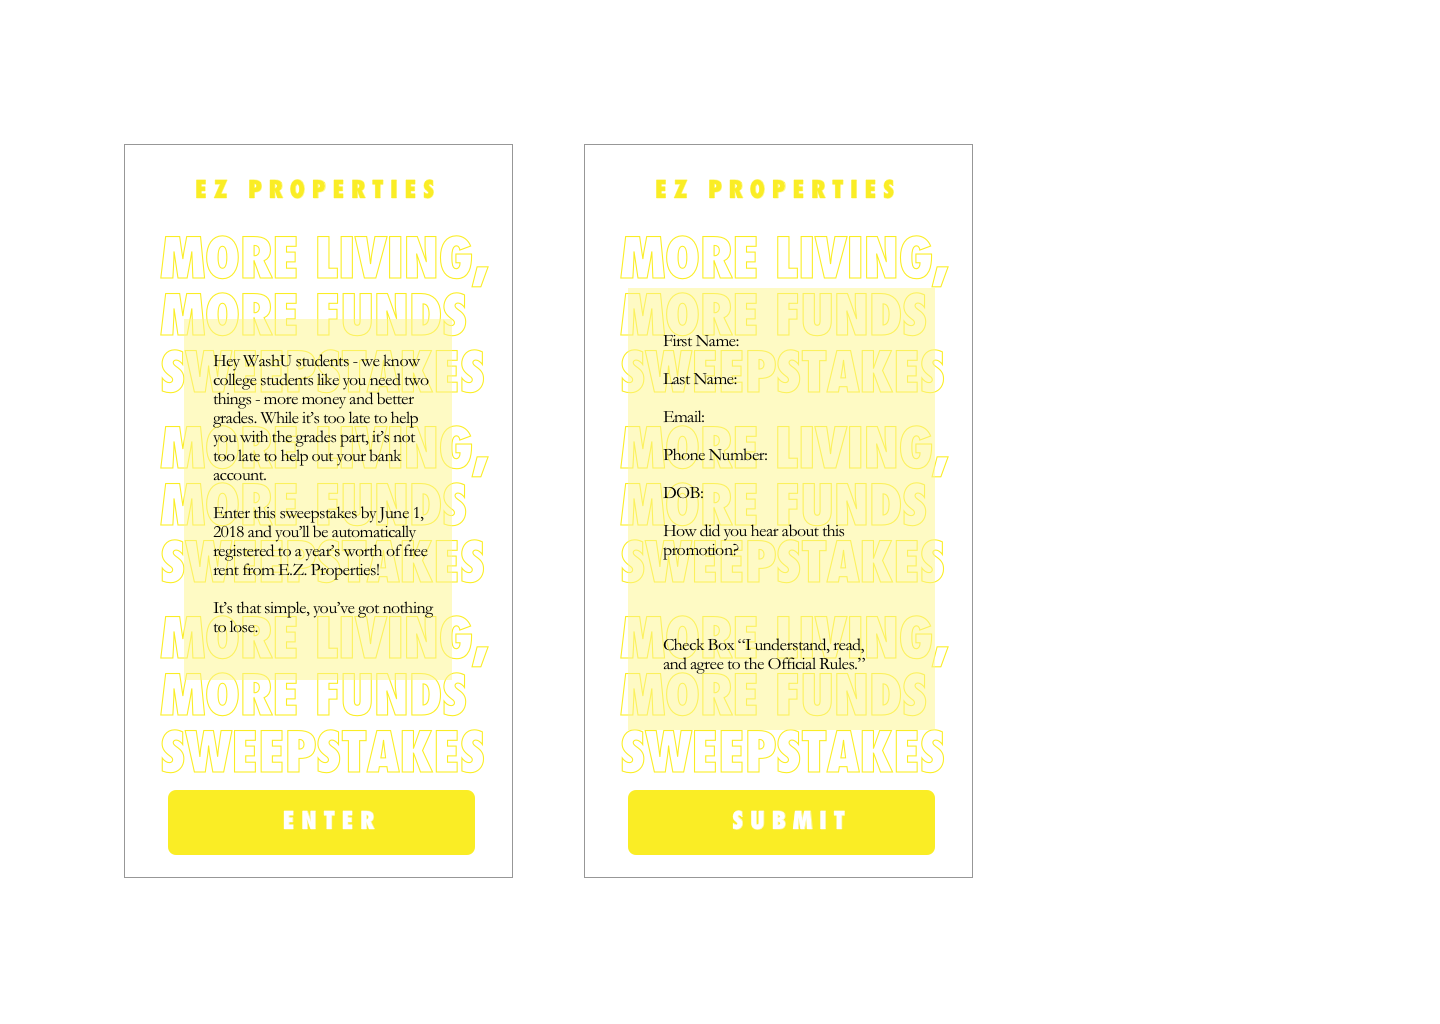 EZ PROPERTIES
MORE LIVING,
MORE FUNDS
SWEEPSTAKES
MORE LIVING,
MORE FUNDS
SWEEPSTAKES
MORE LIVING,
MORE FUNDS
SWEEPSTAKES
Hey WashU students - we know
college students like you need two
things - more money and better
grades. While it’s too late to help
you with the grades part, it’s not
too late to help out your bank
account.
Enter this sweepstakes by June 1,
2018 and you’ll be automatically
registered to a year’s worth of free
rent from E.Z. Properties!
It’s that simple, you’ve got nothing
to lose.
ENTER
EZ PROPERTIES
MORE LIVING,
MORE FUNDS
SWEEPSTAKES
MORE LIVING,
MORE FUNDS
SWEEPSTAKES
MORE LIVING,
MORE FUNDS
SWEEPSTAKES
First Name:
Last Name:
Email:
Phone Number:
DOB:
How did you hear about this
promotion?
Check Box “I understand, read,
and agree to the Official Rules.”
SUBMIT